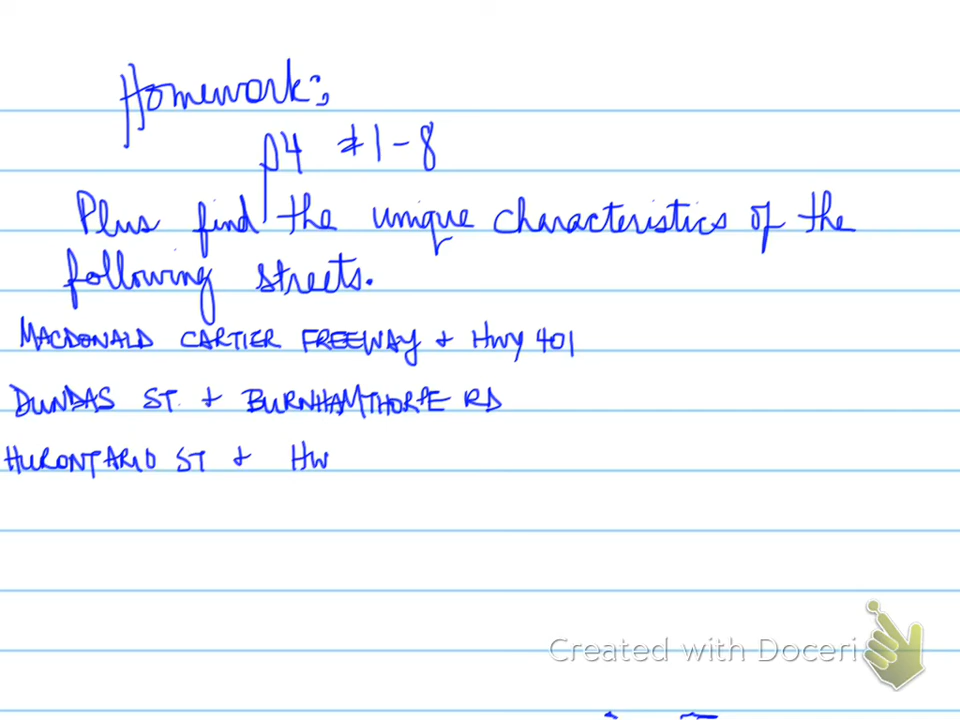 Homework:
p4 #1-8
Plus find the unique characteristics of the
following streets.
MACDONALD CARTIER FREEWAY + Hwy 401
DUNDAS ST. + BURNHAMTHORPE RD
HURONTARIO ST + Hw
Created with Doceri